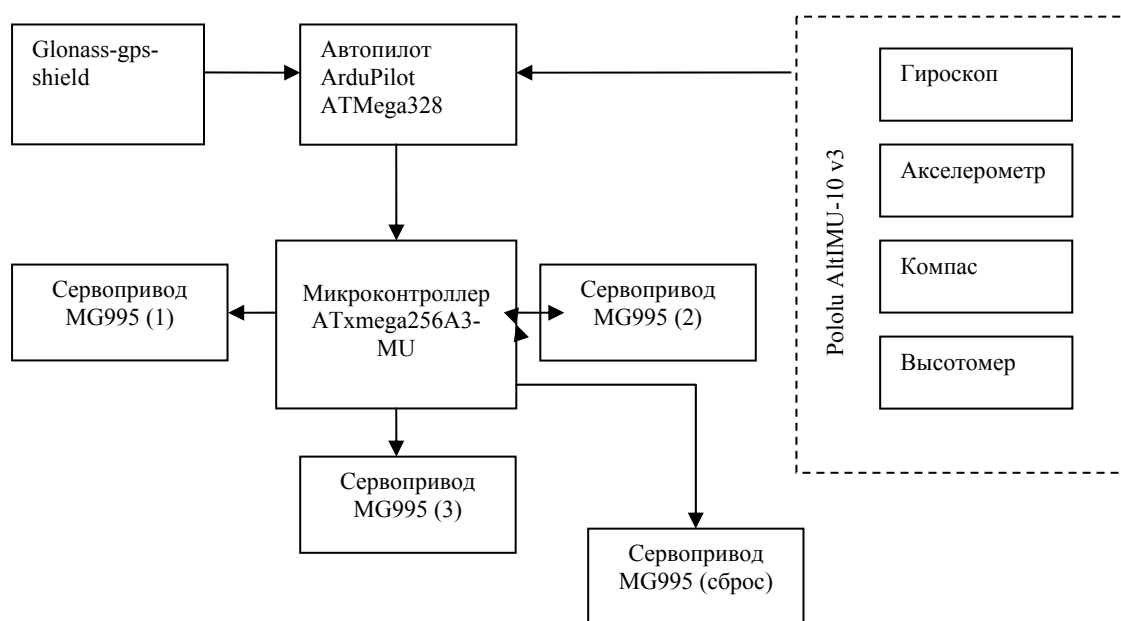 Glonass-gps-
shield
Автопилот
ArduPilot
ATMega328
Гироскоп
Акселерометр
Компас
Высотомер
Pololu AltIMU-10 v3
Сервопривод
MG995 (1)
Микроконтроллер
ATxmega256A3-
MU
Сервопривод
MG995 (2)
Сервопривод
MG995 (3)
Сервопривод
MG995 (сброс)